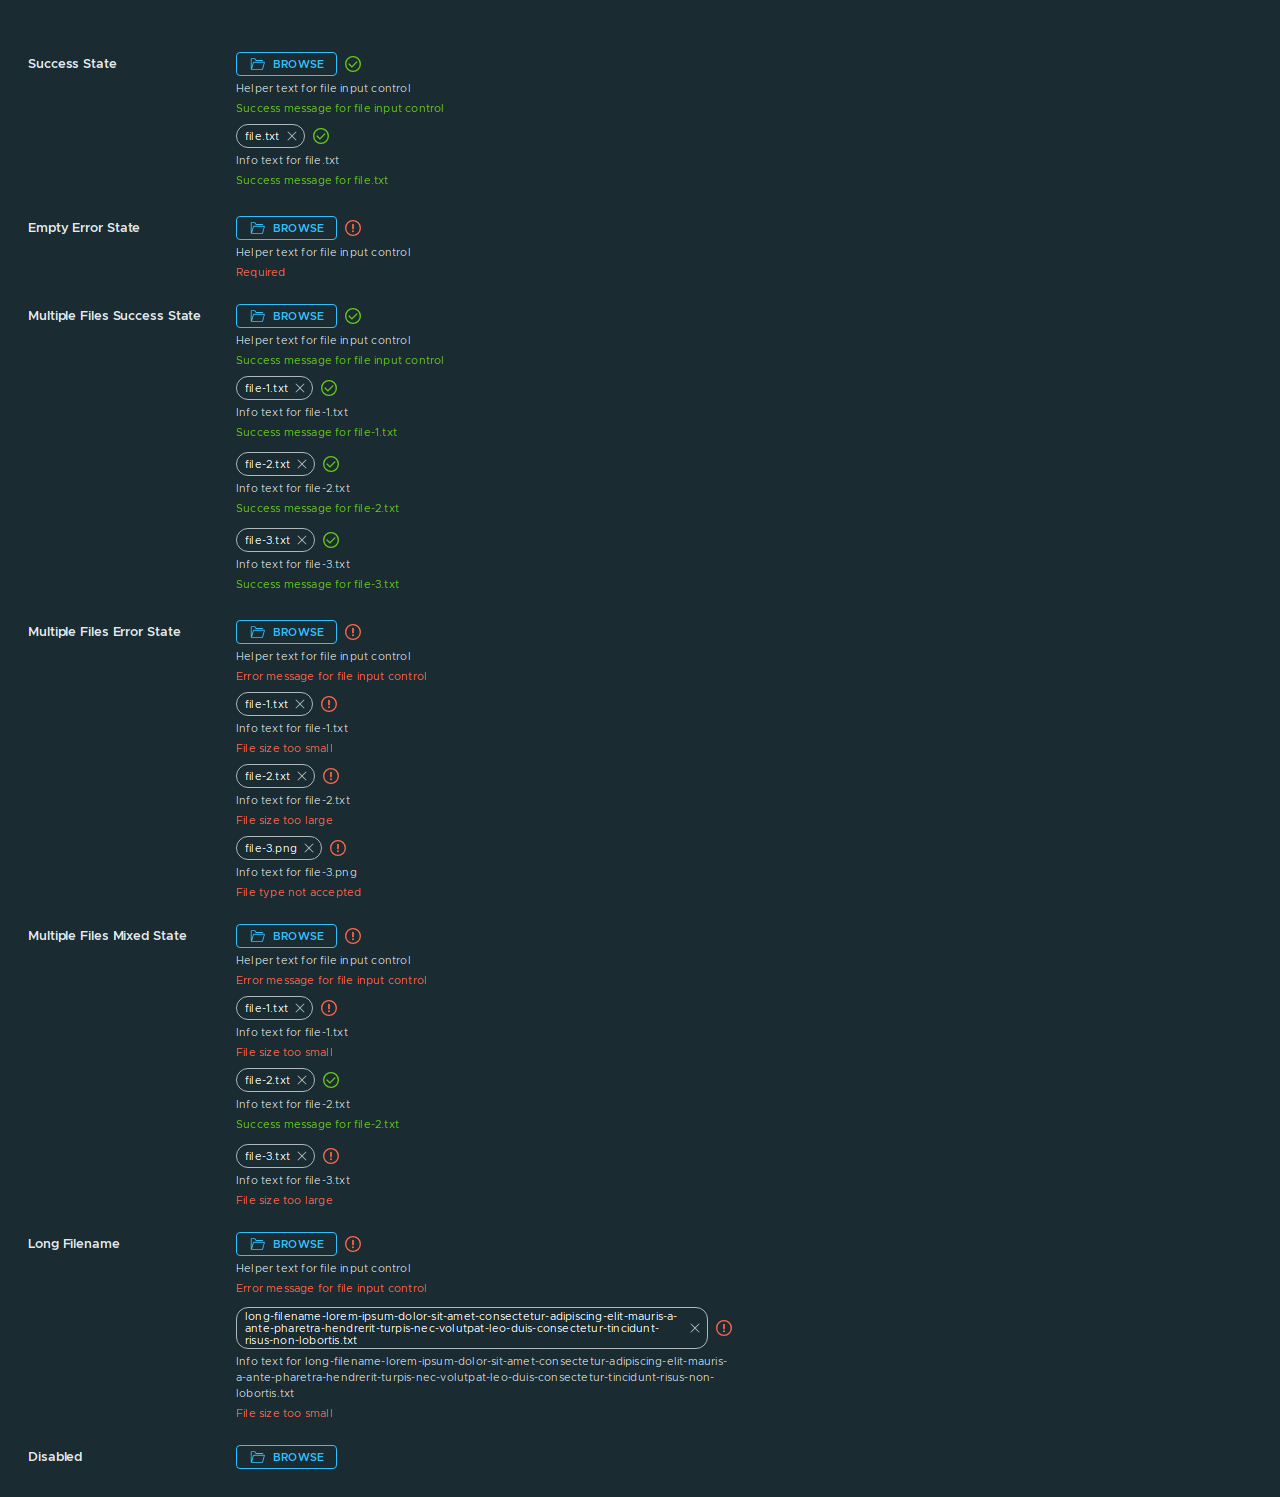 Success State
BROWSE
Helper text for file input control
Success message for file input control
file.txt
Info text for file.txt
Success message for file.txt
Empty Error State
BROWSE
Helper text for file input control
Required
Multiple Files Success State
BROWSE
Helper text for file input control
Success message for file input control
file-1.txt
Info text for file-1.txt
Success message for file-1.txt
file-2.txt
Info text for file-2.txt
Success message for file-2.txt
file-3.txt
Info text for file-3.txt
Success message for file-3.txt
Multiple Files Error State
BROWSE
Helper text for file input control
Error message for file input control
file-1.txt
Info text for file-1.txt
File size too small
file-2.txt
Info text for file-2.txt
File size too large
file-3.png
Info text for file-3.png
File type not accepted
Multiple Files Mixed State
BROWSE
Helper text for file input control
Error message for file input control
file-1.txt
Info text for file-1.txt
File size too small
file-2.txt
Info text for file-2.txt
Success message for file-2.txt
file-3.txt
Info text for file-3.txt
File size too large
Long Filename
BROWSE
Helper text for file input control
Error message for file input control
long-filename-lorem-ipsum-dolor-sit-amet-consectetur-adipiscing-elit-mauris-a-
ante-pharetra-hendrerit-turpis-nec-volutpat-leo-duis-consectetur-tincidunt-
risus-non-lobortis.txt
Info text for long-filename-lorem-ipsum-dolor-sit-amet-consectetur-adipiscing-elit-mauris-
a-ante-pharetra-hendrerit-turpis-nec-volutpat-leo-duis-consectetur-tincidunt-risus-non-
lobortis.txt
File size too small
Disabled
BROWSE